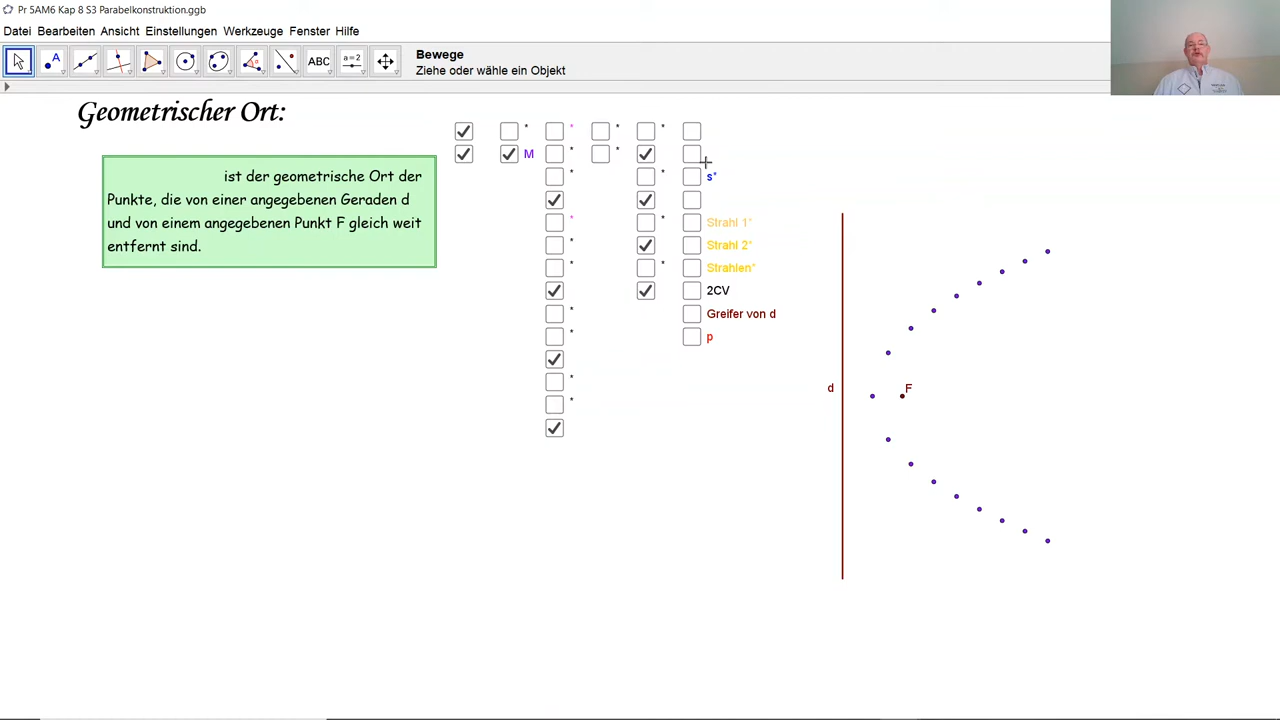 Pr 5AM6 Kap 8 S3 Parabelkonstruktion.ggb
Datei Bearbeiten Ansicht Einstellungen Werkzeuge Fenster Hilfe
A
ABC
a=2
Bewege
Ziehe oder wähle ein Objekt
Geometrischer Ort:
ist der geometrische Ort der
Punkte, die von einer angegebenen Geraden d
und von einem angegebenen Punkt F gleich weit
entfernt sind.
* * * *
M * *
* * s*
* * Strahl 1*
* Strahl 2*
* * Strahlen*
2CV
* Greifer von d
* p
*
*
d
F